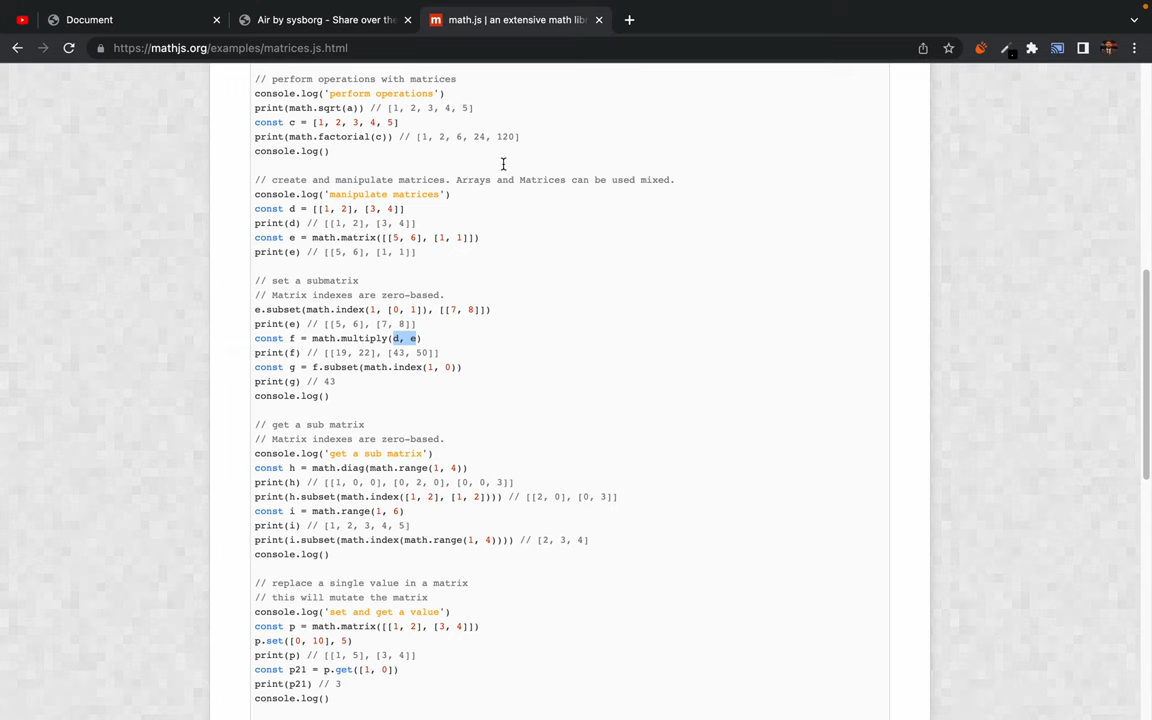 Document
Air by sysborg - Share over the
math.js | an extensive math lib
https://mathjs.org/examples/matrices.js.html
// perform operations with matrices
console.log('perform operations')
print(math.sqrt(a)) // [1, 2, 3, 4, 5]
const c = [1, 2, 3, 4, 5]
print(math.factorial(c)) // [1, 2, 6, 24, 120]
console.log()
// create and manipulate matrices. Arrays and Matrices can be used mixed.
console.log('manipulate matrices')
const d = [[1, 2], [3, 4]]
print(d) // [[1, 2], [3, 4]]
const e = math.matrix([[5, 6], [1, 1]])
print(e) // [[5, 6], [1, 1]]
// set a submatrix
// Matrix indexes are zero-based.
e.subset(math.index(1, [0, 1]), [[7, 8]])
print(e) // [[5, 6], [7, 8]]
const f = math.multiply(d, e)
print(f) // [[19, 22], [43, 50]]
const g = f.subset(math.index(1, 0))
print(g) // 43
console.log()
// get a sub matrix
// Matrix indexes are zero-based.
console.log('get a sub matrix')
const h = math.diag(math.range(1, 4))
print(h) // [[1, 0, 0], [0, 2, 0], [0, 0, 3]]
print(h.subset(math.index([1, 2], [1, 2]))) // [[2, 0], [0, 3]]
const i = math.range(1, 6)
print(i) // [1, 2, 3, 4, 5]
print(i.subset(math.index(math.range(1, 4)))) // [2, 3, 4]
console.log()
// replace a single value in a matrix
// this will mutate the matrix
console.log('set and get a value')
const p = math.matrix([[1, 2], [3, 4]])
p.set([0, 10], 5)
print(p) // [[1, 5], [3, 4]]
const p21 = p.get([1, 0])
print(p21) // 3
console.log()